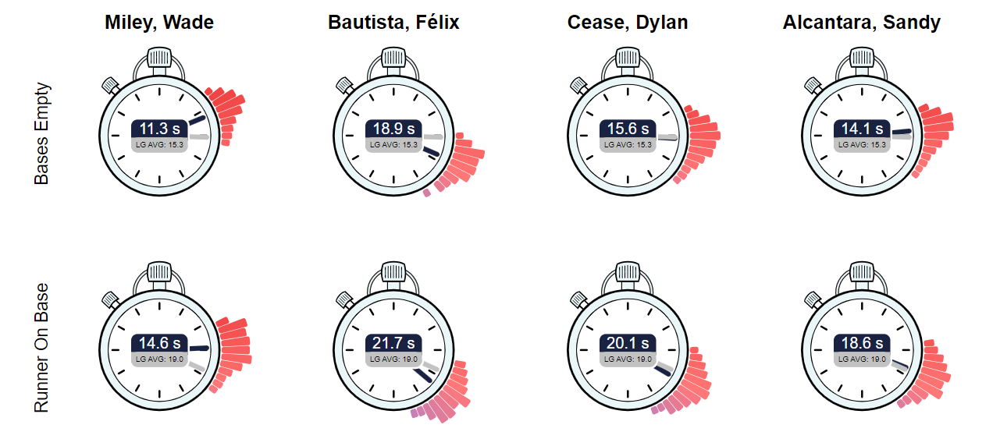 Miley, Wade
Bautista, Félix
Cease, Dylan
Alcantara, Sandy
Bases Empty
11.3 s
LG AVG: 15.3
18.9 s
LG AVG: 15.3
15.6 s
LG AVG: 15.3
14.1 s
LG AVG: 15.3
Runner On Base
14.6 s
LG AVG: 19.0
21.7 s
LG AVG: 19.0
20.1 s
LG AVG: 19.0
18.6 s
LG AVG: 19.0